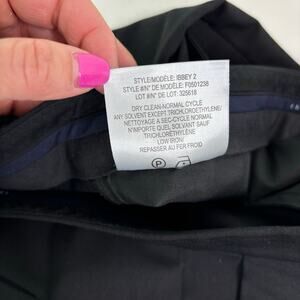 STYLE/MODÈLE: IBBEY 2
STYLE #/N° DE MODÈLE: F0501238
LOT #/N° DE LOT: 325618
DRY CLEAN-NORMAL CYCLE
ANY SOLVENT EXCEPT TRICHLOROETHYLENE/
NETTOYAGE A SEC-CYCLE NORMAL
N'IMPORTE QUEL SOLVANT SAUF
TRICHLORETHYLÈNE
LOW IRON/
REPASSER AU FER FROID
P